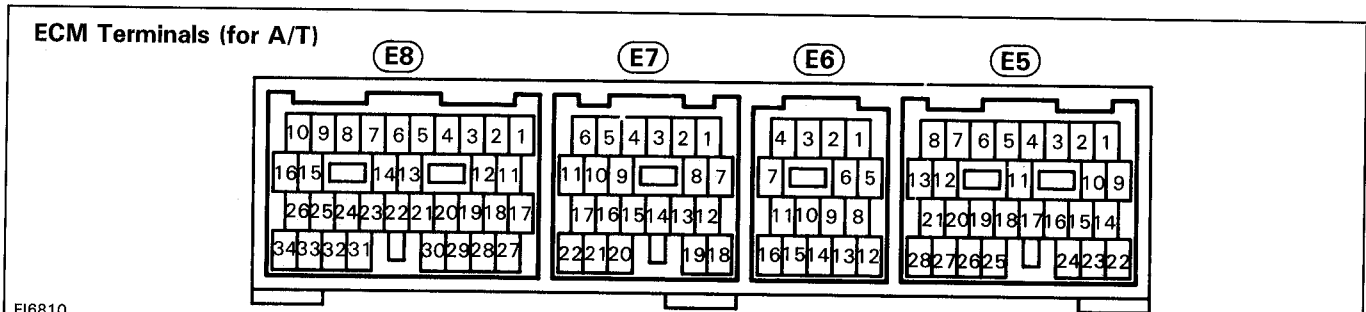 ECM Terminals (for A/T)
E8 E7 E6 E5
10 9 8 7 6 5 4 3 2 1 6 5 4 3 2 1 4 3 2 1 8 7 6 5 4 3 2 1
16 15 14 13 12 11 11 10 9 8 7 7 6 5 13 12 11 10 9
26 25 24 23 22 21 20 19 18 17 17 16 15 14 13 12 11 10 9 8 21 20 19 18 17 16 15 14
34 33 32 31 30 29 28 27 22 21 20 19 18 16 15 14 13 12 28 27 26 25 24 23 22